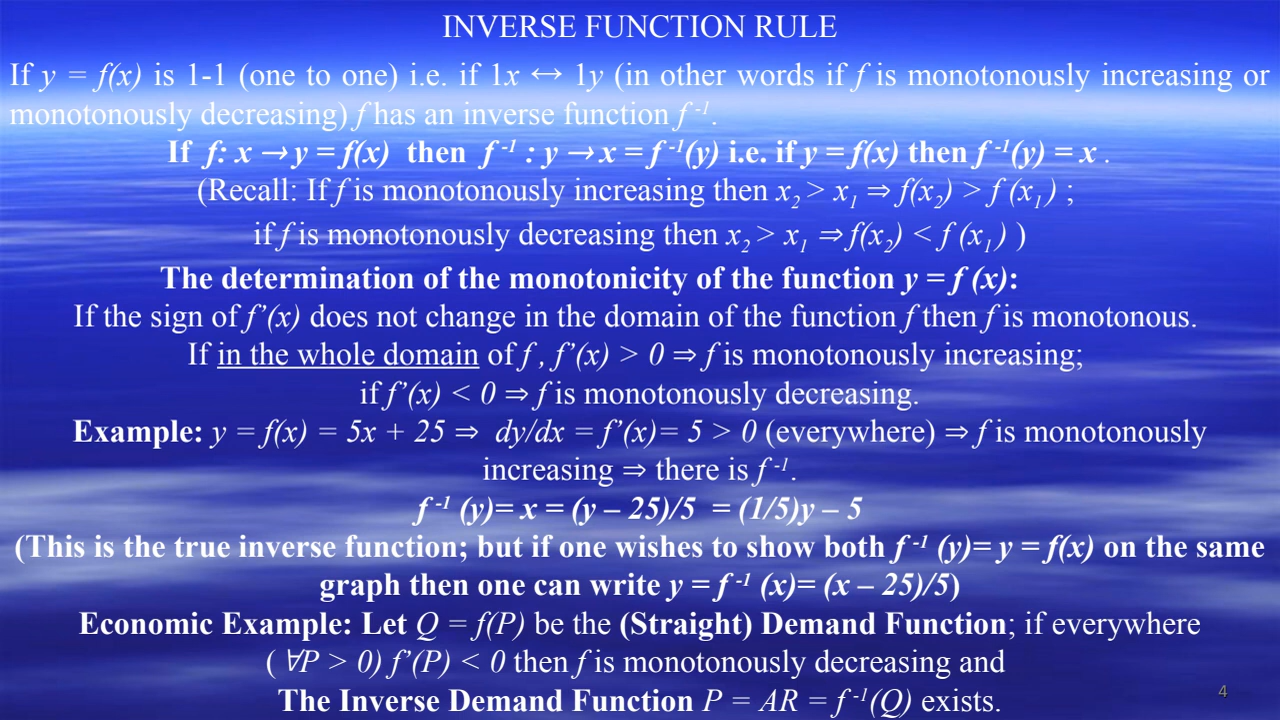 INVERSE FUNCTION RULE
If y = f(x) is 1-1 (one to one) i.e. if 1x ↔ 1y (in other words if f is monotonously increasing or
monotonously decreasing) f has an inverse function f⁻¹.
If f: x → y = f(x) then f⁻¹ : y → x = f⁻¹(y) i.e. if y = f(x) then f⁻¹(y) = x .
(Recall: If f is monotonously increasing then x₂ > x₁ ⇒ f(x₂) > f (x₁ ) ;
if f is monotonously decreasing then x₂ > x₁ ⇒ f(x₂) < f (x₁ ) )
The determination of the monotonicity of the function y = f (x):
If the sign of f’(x) does not change in the domain of the function f then f is monotonous.
If in the whole domain of f , f’(x) > 0 ⇒ f is monotonously increasing;
if f’(x) < 0 ⇒ f is monotonously decreasing.
Example: y = f(x) = 5x + 25 ⇒ dy/dx = f’(x)= 5 > 0 (everywhere) ⇒ f is monotonously
increasing ⇒ there is f⁻¹.
f⁻¹ (y)= x = (y – 25)/5 = (1/5)y – 5
(This is the true inverse function; but if one wishes to show both f⁻¹ (y)= y = f(x) on the same
graph then one can write y = f⁻¹ (x)= (x – 25)/5)
Economic Example: Let Q = f(P) be the (Straight) Demand Function; if everywhere
( ∀P > 0) f’(P) < 0 then f is monotonously decreasing and
The Inverse Demand Function P = AR = f⁻¹(Q) exists.
4